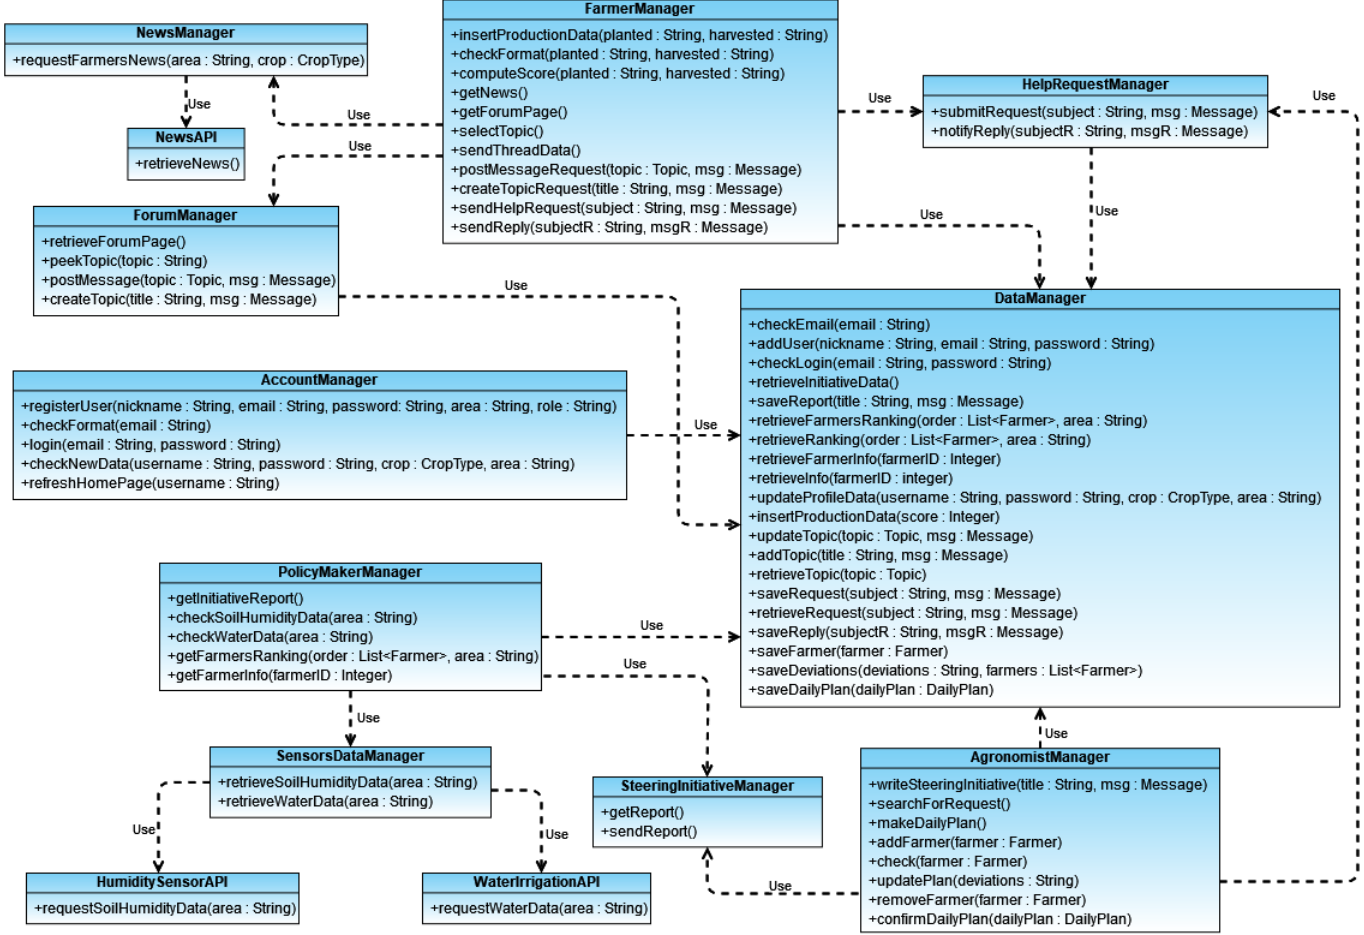 NewsManager
+requestFarmersNews(area : String, crop : CropType)
Use
NewsAPI
+retrieveNews()
FarmerManager
+insertProductionData(planted : String, harvested : String)
+checkFormat(planted : String, harvested : String)
+computeScore(planted : String, harvested : String)
+getNews()
+getForumPage()
+selectTopic()
+sendThreadData()
+postMessageRequest(topic : Topic, msg : Message)
+createTopicRequest(title : String, msg : Message)
+sendHelpRequest(subject : String, msg : Message)
+sendReply(subjectR : String, msgR : Message)
Use
Use
Use
Use
HelpRequestManager
+submitRequest(subject : String, msg : Message)
+notifyReply(subjectR : String, msgR : Message)
Use
Use
ForumManager
+retrieveForumPage()
+peekTopic(topic : String)
+postMessage(topic : Topic, msg : Message)
+createTopic(title : String, msg : Message)
Use
DataManager
+checkEmail(email : String)
+addUser(nickname : String, email : String, password : String)
+checkLogin(email : String, password : String)
+retrieveInitiativeData()
+saveReport(title : String, msg : Message)
+retrieveFarmersRanking(order : List<Farmer>, area : String)
+retrieveRanking(order : List<Farmer>, area : String)
+retrieveFarmerInfo(farmerID : Integer)
+retrieveInfo(farmerID : integer)
+updateProfileData(username : String, password : String, crop : CropType, area : String)
+insertProductionData(score : Integer)
+updateTopic(topic : Topic, msg : Message)
+addTopic(title : String, msg : Message)
+retrieveTopic(topic : Topic)
+saveRequest(subject : String, msg : Message)
+retrieveRequest(subject : String, msg : Message)
+saveReply(subjectR : String, msgR : Message)
+saveFarmer(farmer : Farmer)
+saveDeviations(deviations : String, farmers : List<Farmer>)
+saveDailyPlan(dailyPlan : DailyPlan)
AccountManager
+registerUser(nickname : String, email : String, password: String, area : String, role : String)
+checkFormat(email : String)
+login(email : String, password : String)
+checkNewData(username : String, password : String, crop : CropType, area : String)
+refreshHomePage(username : String)
Use
PolicyMakerManager
+getInitiativeReport()
+checkSoilHumidityData(area : String)
+checkWaterData(area : String)
+getFarmersRanking(order : List<Farmer>, area : String)
+getFarmerInfo(farmerID : Integer)
Use
Use
Use
SensorsDataManager
+retrieveSoilHumidityData(area : String)
+retrieveWaterData(area : String)
Use
Use
HumiditySensorAPI
+requestSoilHumidityData(area : String)
WaterIrrigationAPI
+requestWaterData(area : String)
SteeringInitiativeManager
+getReport()
+sendReport()
Use
Use
AgronomistManager
+writeSteeringInitiative(title : String, msg : Message)
+searchForRequest()
+makeDailyPlan()
+addFarmer(farmer : Farmer)
+check(farmer : Farmer)
+updatePlan(deviations : String)
+removeFarmer(farmer : Farmer)
+confirmDailyPlan(dailyPlan : DailyPlan)